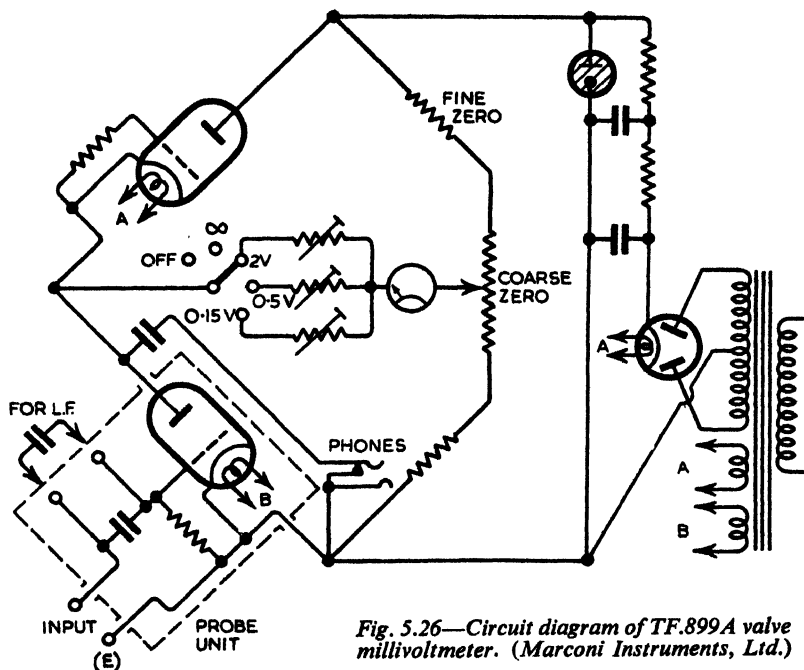 FINE
ZERO
A
∞
OFF
2V
0·5V
0·15V
COARSE
ZERO
A
FOR L.F.
B
PHONES
A
B
INPUT
(E)
PROBE
UNIT
Fig. 5.26—Circuit diagram of TF.899A valve
millivoltmeter. (Marconi Instruments, Ltd.)